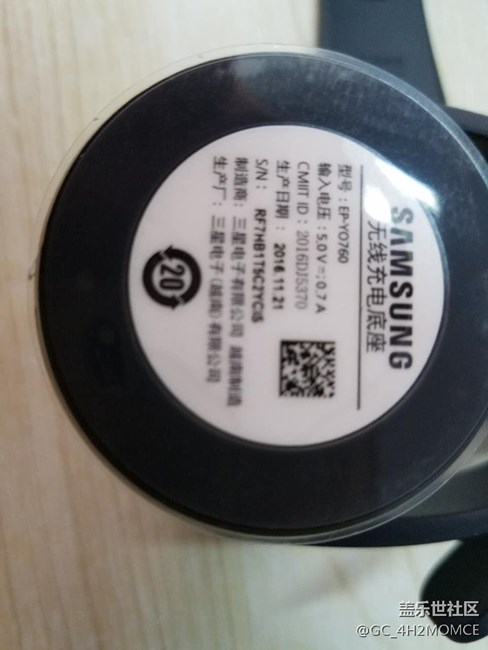 SAMSUNG
无线充电底座
型号：EP-YO760
输入电压：5.0V⎓;0.7A
CMIIT ID：2016DJ5370
生产日期：2016.11.21
S/N：RF7HB1T5C2YCIS
制造商：三星电子有限公司 越南制造
生产厂：三星电子(越南)有限公司
20
盖乐世社区
@GC_4H2MOMCE